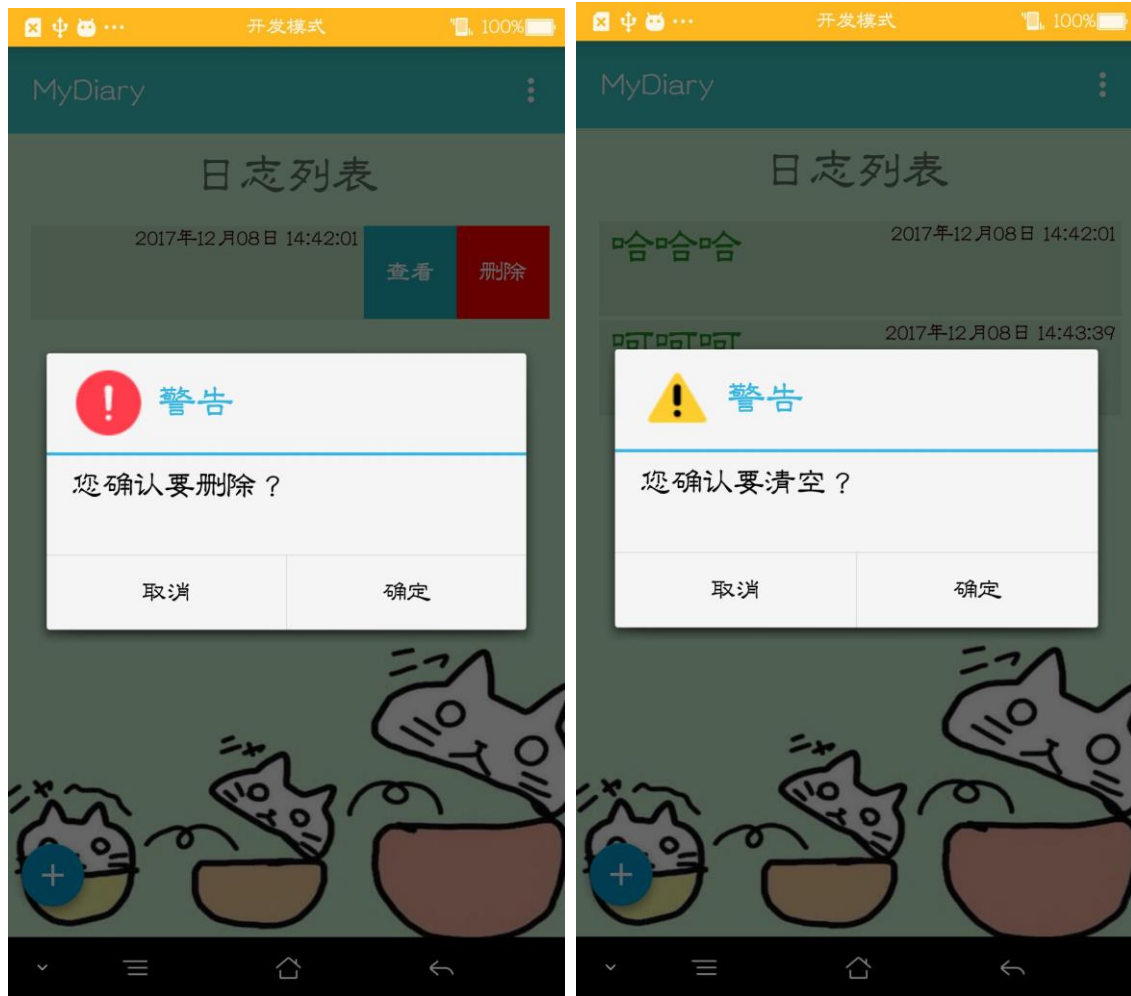 开发模式
100%
MyDiary
日志列表
2017年12月08日 14:42:01
查看
删除
警告
您确认要删除？
取消
确定
开发模式
100%
MyDiary
日志列表
哈哈哈
2017年12月08日 14:42:01
呵呵呵
2017年12月08日 14:43:39
警告
您确认要清空？
取消
确定